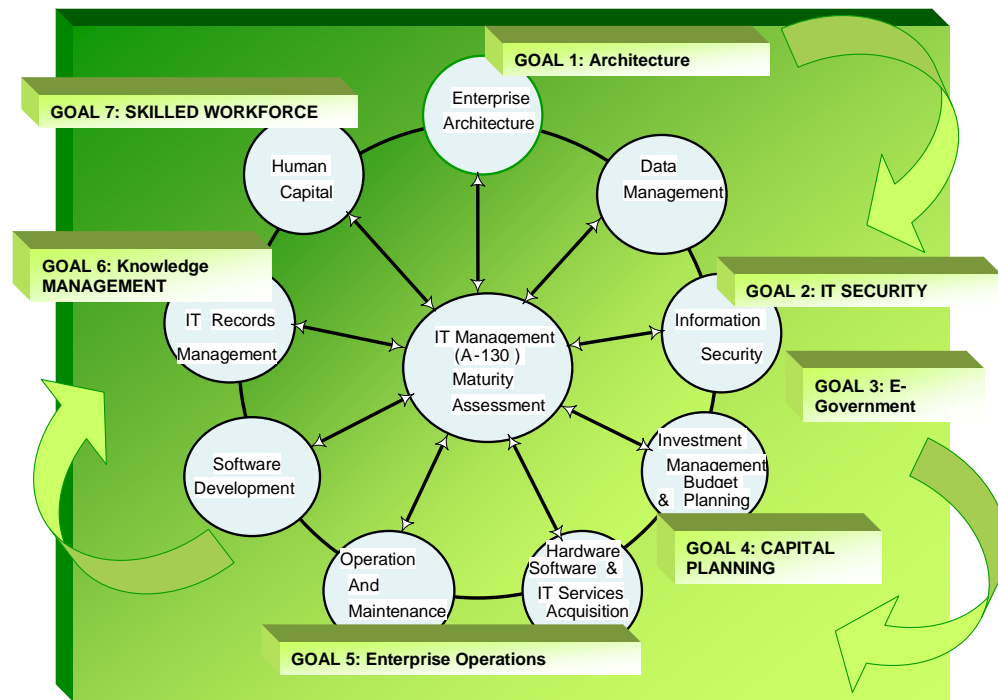 GOAL 1: Architecture
GOAL 7: SKILLED WORKFORCE
Enterprise
Architecture
Human
Capital
Data
Management
GOAL 6: Knowledge
MANAGEMENT
GOAL 2: IT SECURITY
IT Records
Management
IT Management
(A-130 )
Maturity
Assessment
Information
Security
GOAL 3: E-
Government
Software
Development
Investment
Management
Budget
& Planning
GOAL 4: CAPITAL
PLANNING
Operation
And
Maintenance
Hardware
Software &
IT Services
Acquisition
GOAL 5: Enterprise Operations